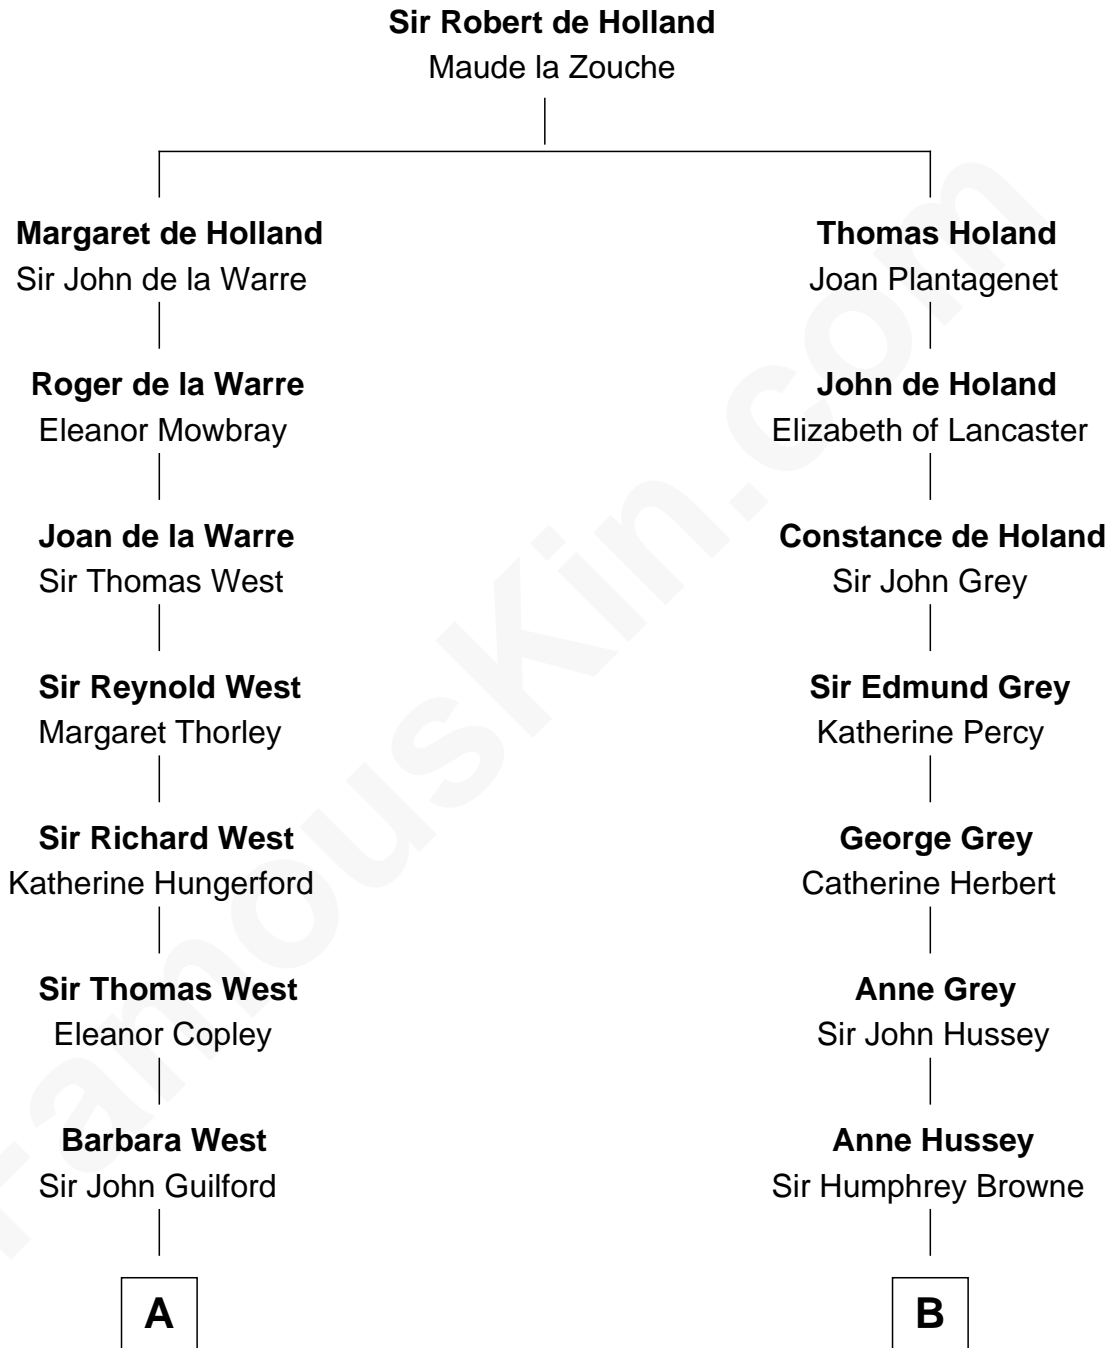 Sir Robert de Holland
Maude la Zouche
Margaret de Holland
Sir John de la Warre
Thomas Holand
Joan Plantagenet
Roger de la Warre
Eleanor Mowbray
John de Holand
Elizabeth of Lancaster
Joan de la Warre
Sir Thomas West
Constance de Holand
Sir John Grey
Sir Reynold West
Margaret Thorley
Sir Edmund Grey
Katherine Percy
Sir Richard West
Katherine Hungerford
George Grey
Catherine Herbert
Sir Thomas West
Eleanor Copley
Anne Grey
Sir John Hussey
Barbara West
Sir John Guilford
Anne Hussey
Sir Humphrey Browne
A
B
FamousKin.com